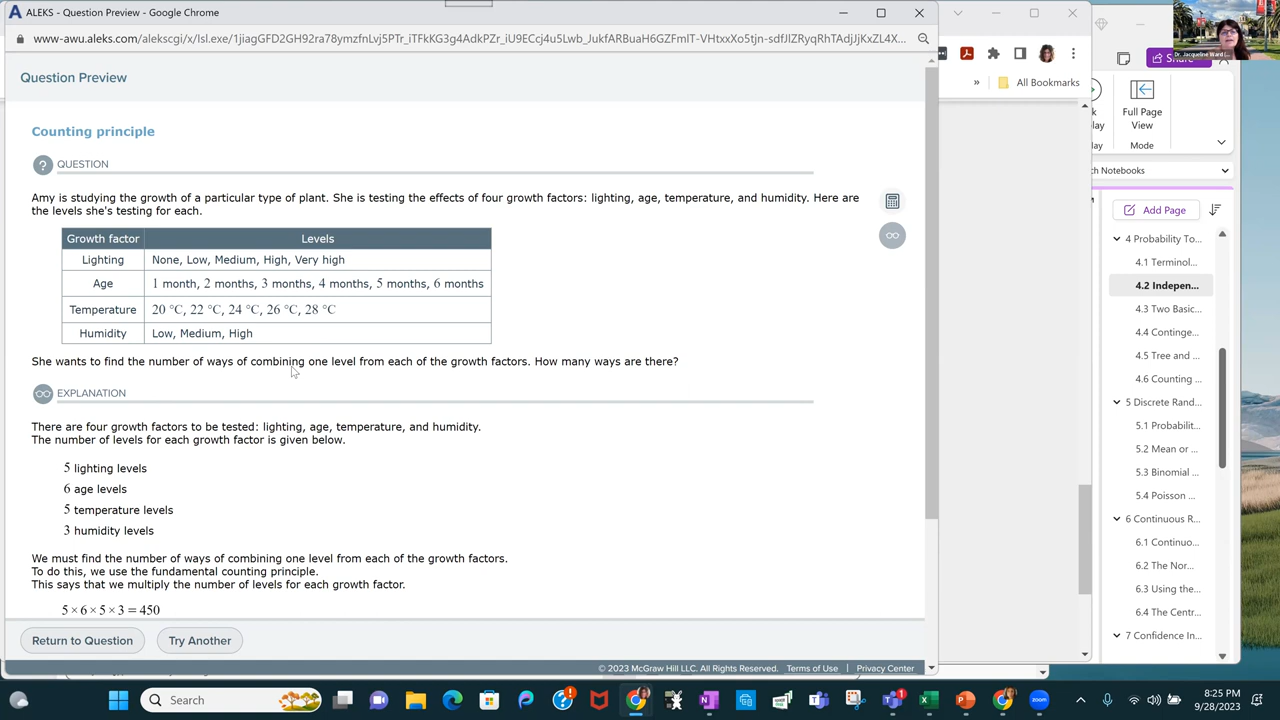 ALEKS - Question Preview - Google Chrome
Question Preview
Counting principle
QUESTION
Amy is studying the growth of a particular type of plant. She is testing the effects of four growth factors: lighting, age, temperature, and humidity. Here are
the levels she's testing for each.
Growth factor Levels
Lighting None, Low, Medium, High, Very high
Age 1 month, 2 months, 3 months, 4 months, 5 months, 6 months
Temperature 20 °C, 22 °C, 24 °C, 26 °C, 28 °C
Humidity Low, Medium, High
She wants to find the number of ways of combining one level from each of the growth factors. How many ways are there?
EXPLANATION
There are four growth factors to be tested: lighting, age, temperature, and humidity.
The number of levels for each growth factor is given below.
5 lighting levels
6 age levels
5 temperature levels
3 humidity levels
We must find the number of ways of combining one level from each of the growth factors.
To do this, we use the fundamental counting principle.
This says that we multiply the number of levels for each growth factor.
5 × 6 × 5 × 3 = 450
Return to Question Try Another
© 2023 McGraw Hill LLC. All Rights Reserved. Terms of Use | Privacy Center
» All Bookmarks
Share
Full Page
View
Mode
ch Notebooks
Add Page
4 Probability To...
4.1 Terminol...
4.2 Indepen...
4.3 Two Basic...
4.4 Continge...
4.5 Tree and ...
4.6 Counting ...
5 Discrete Rand...
5.1 Probabilit...
5.2 Mean or ...
5.3 Binomial ...
5.4 Poisson ...
6 Continuous R...
6.1 Continuo...
6.2 The Nor...
6.3 Using the...
6.4 The Centr...
7 Confidence In...
Dr. Jacqueline Ward
Search
8:25 PM
9/28/2023